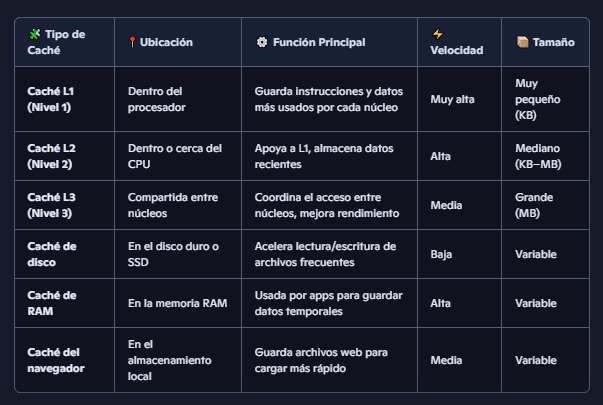 🧩 Tipo de
Caché
📍 Ubicación
⚙️ Función Principal
⚡
Velocidad
📦 Tamaño
Caché L1
(Nivel 1)
Dentro del
procesador
Guarda instrucciones y datos
más usados por cada núcleo
Muy alta
Muy
pequeño
(KB)
Caché L2
(Nivel 2)
Dentro o cerca del
CPU
Apoya a L1, almacena datos
recientes
Alta
Mediano
(KB–MB)
Caché L3
(Nivel 3)
Compartida entre
núcleos
Coordina el acceso entre
núcleos, mejora rendimiento
Media
Grande
(MB)
Caché de
disco
En el disco duro o
SSD
Acelera lectura/escritura de
archivos frecuentes
Baja
Variable
Caché de
RAM
En la memoria RAM
Usada por apps para guardar
datos temporales
Alta
Variable
Caché del
navegador
En el
almacenamiento
local
Guarda archivos web para
cargar más rápido
Media
Variable